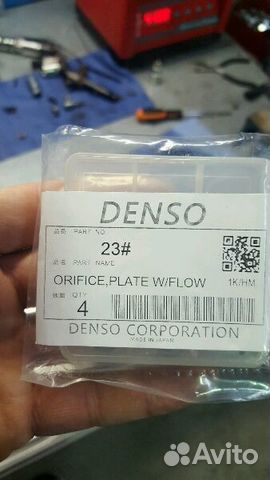 DENSO
品番 PART NO.
23#
品名 PART NAME
ORIFICE,PLATE W/FLOW 1K/HM
数量 QTY
4
DENSO CORPORATION
MADE IN JAPAN
Avito